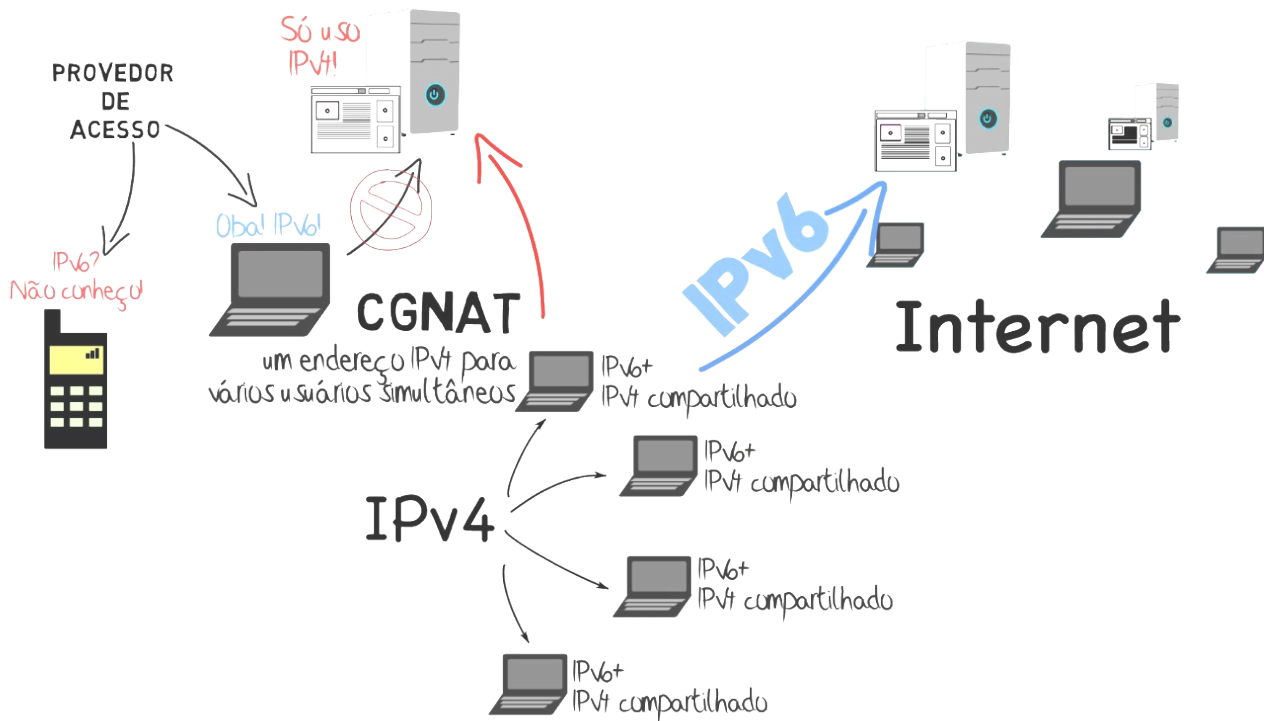 Só uso
IPv4!
PROVEDOR
DE
ACESSO
Oba! IPv6!
IPv6?
Não conheço!
IPv6
Internet
CGNAT
um endereço IPv4 para
vários usuários simultâneos
IPv6+
IPv4 compartilhado
IPv6+
IPv4 compartilhado
IPv4
IPv6+
IPv4 compartilhado
IPv6+
IPv4 compartilhado